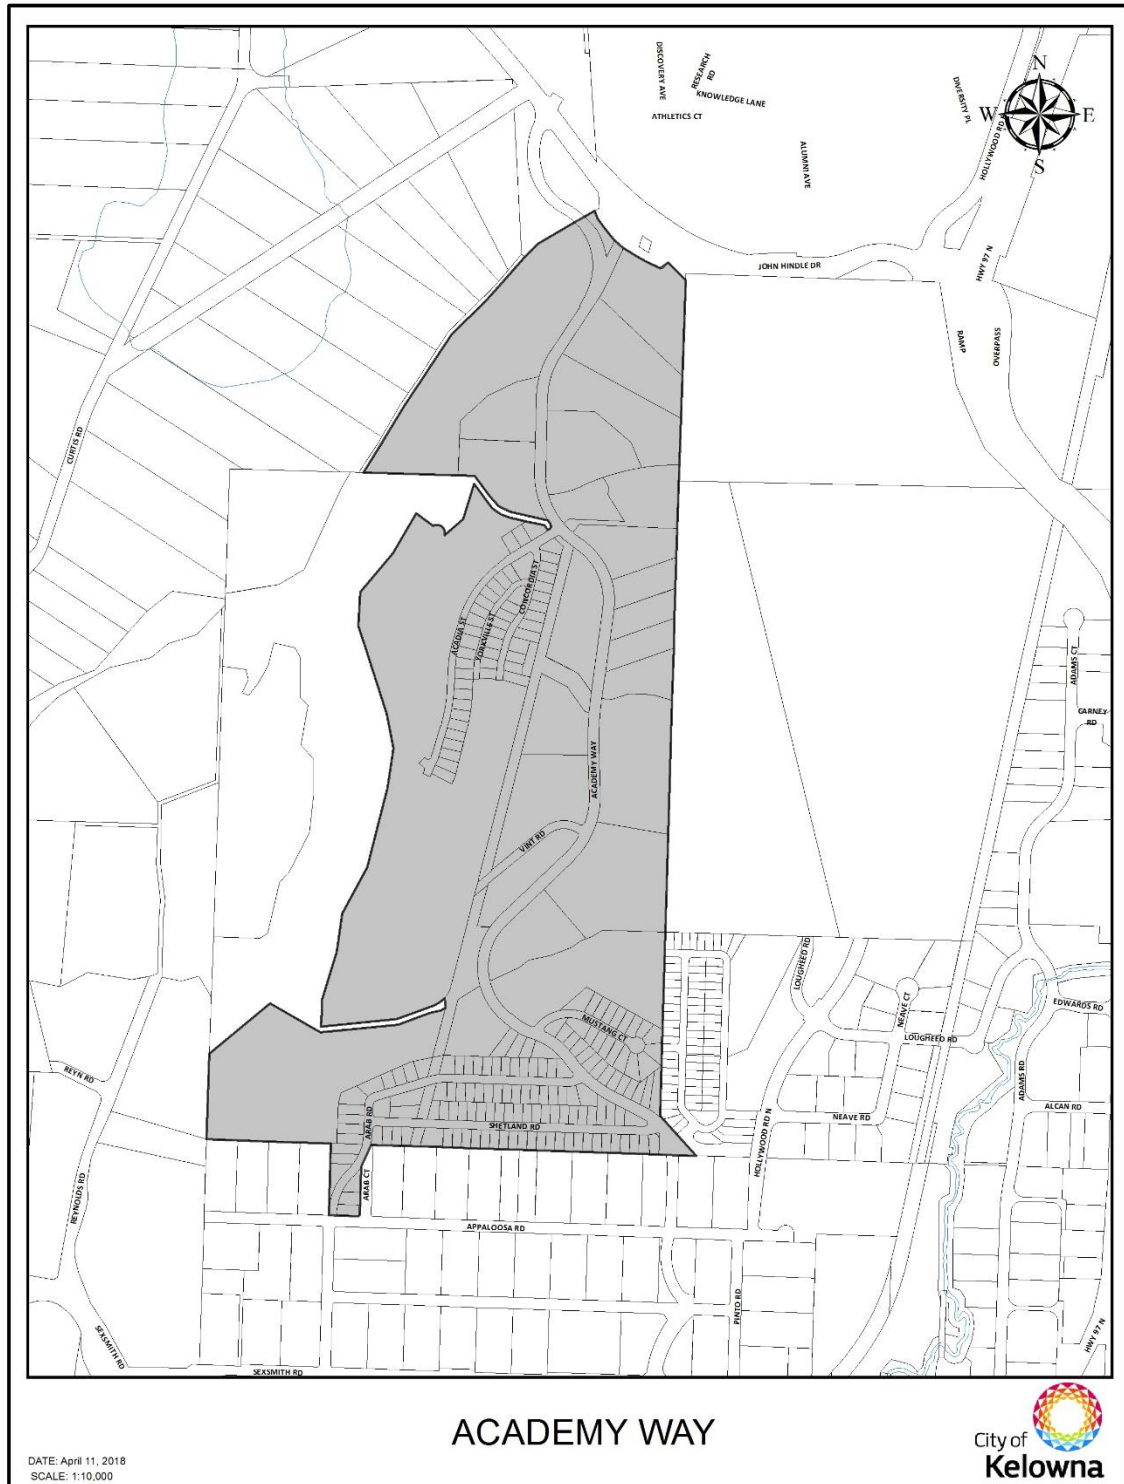 DISCOVERY AVE
RESEARCH
RD
KNOWLEDGE LANE
ATHLETICS CT
DIVERSITY PL
N
W
E
S
HOLLYWOOD RD
ALUMNI AVE
JOHN HINDLE DR
HWY 97 N
RAMP
OVERPASS
CURTIS RD
CONCORDIA ST
YORKVILLE ST
ACADIA ST
ADAMS CT
CARNEY
RD
ACADEMY WAY
VINT RD
LOUGHEED RD
NEAVE CT
EDWARDS RD
MUSTANG CT
LOUGHEED RD
REYN RD
ADAMS RD
ALCAN RD
ARAB RD
SHETLAND RD
NEAVE RD
HOLLYWOOD RD N
ARAB CT
REYNOLDS RD
APPALOOSA RD
PINTO RD
HWY 97 N
SEXSMITH RD
SEXSMITH RD
ACADEMY WAY
DATE: April 11, 2018
SCALE: 1:10,000
City of
Kelowna